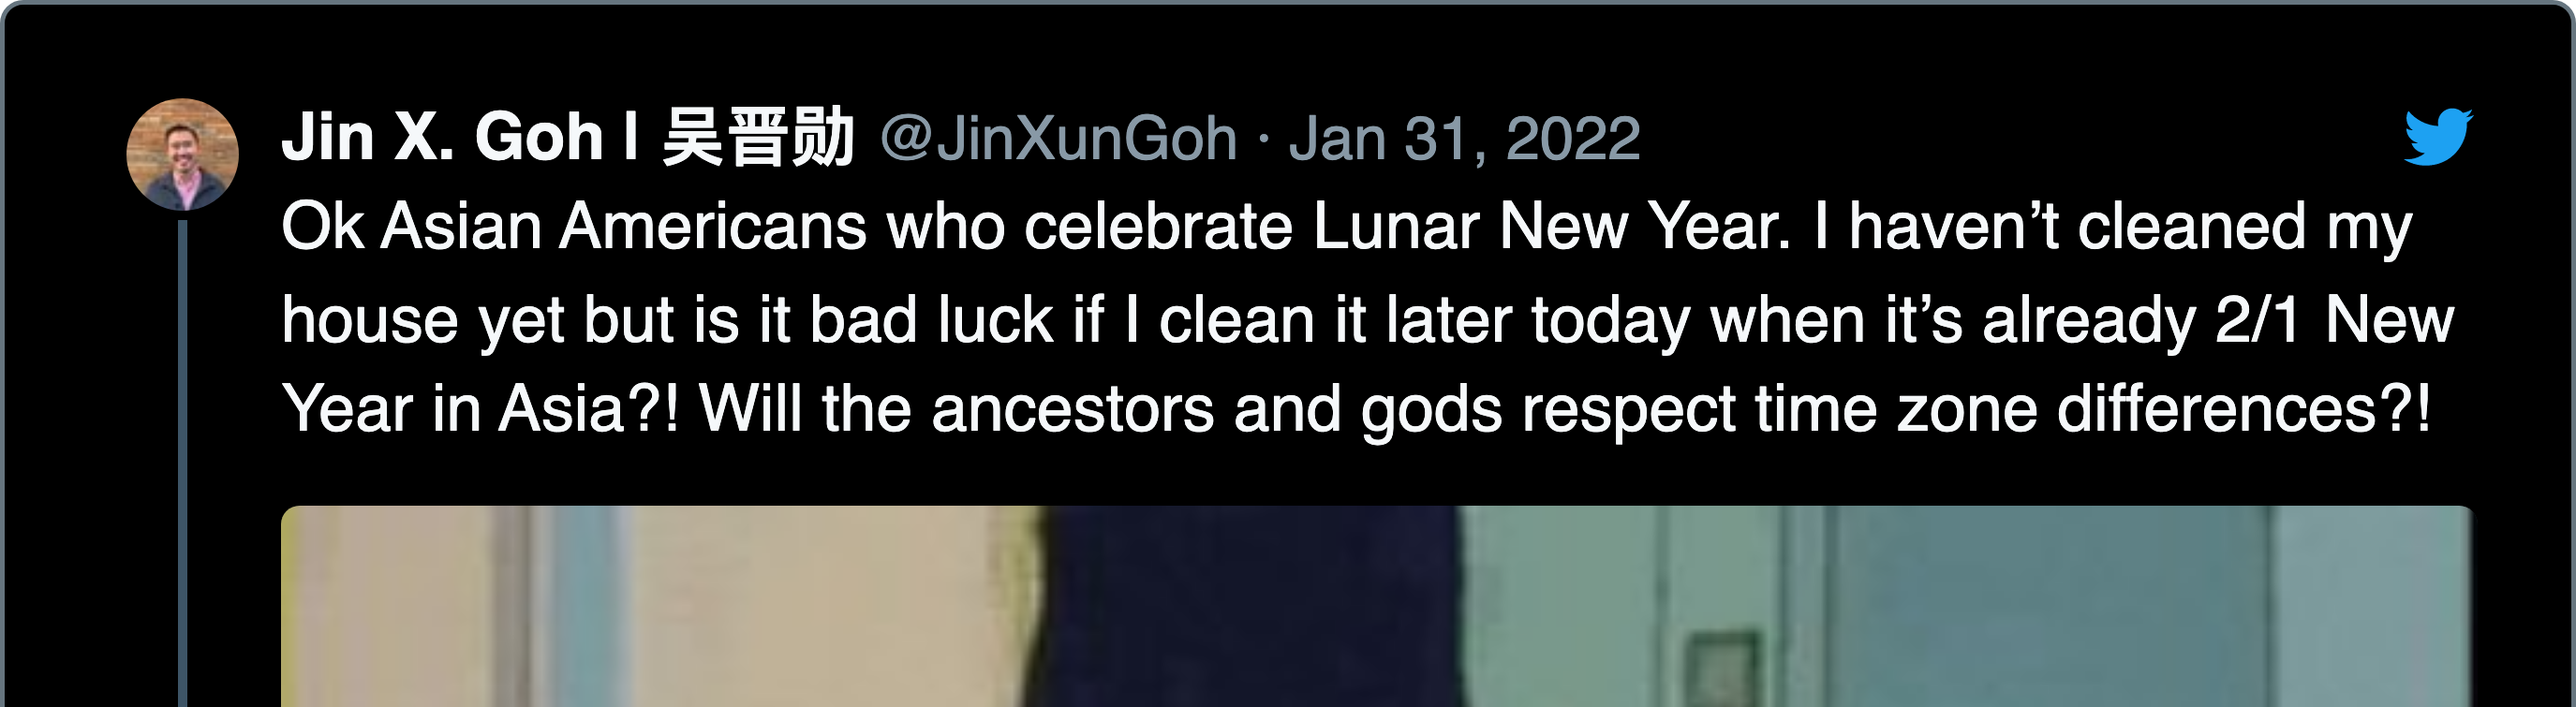 Jin X. Goh | 吴晋勋 @JinXunGoh · Jan 31, 2022
Ok Asian Americans who celebrate Lunar New Year. I haven’t cleaned my
house yet but is it bad luck if I clean it later today when it’s already 2/1 New
Year in Asia?! Will the ancestors and gods respect time zone differences?!